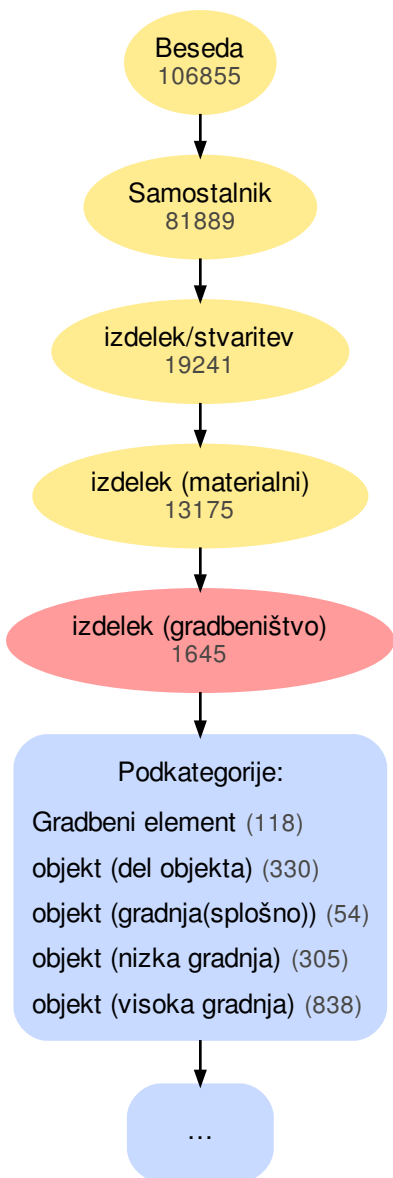 Beseda
106855
Samostalnik
81889
izdelek/stvaritev
19241
izdelek (materialni)
13175
izdelek (gradbeništvo)
1645
Podkategorije:
Gradbeni element (118)
objekt (del objekta) (330)
objekt (gradnja(splošno)) (54)
objekt (nizka gradnja) (305)
objekt (visoka gradnja) (838)
...